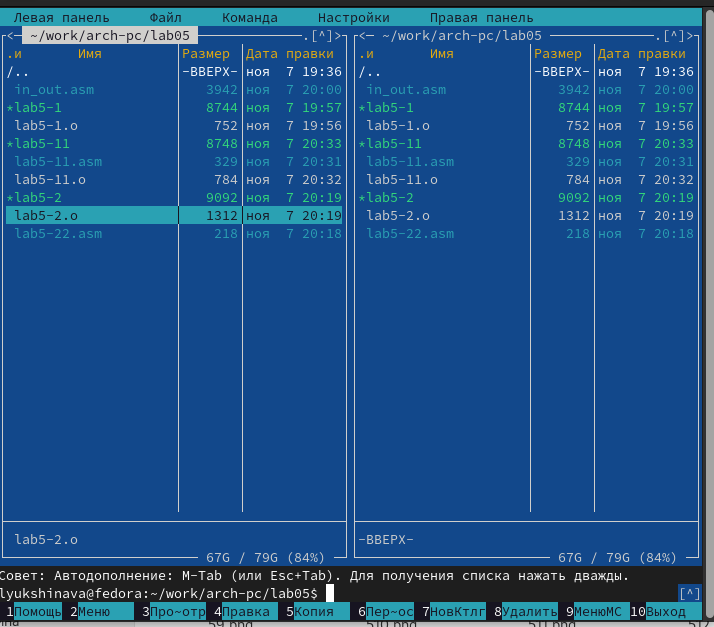 Левая панель Файл Команда Настройки Правая панель
<─ ~/work/arch-pc/lab05 ─.[^]> <─ ~/work/arch-pc/lab05 ─.[^]>
.и Имя Размер Дата правки .и Имя Размер Дата правки
/.. -ВВЕРХ- ноя 7 19:36 /.. -ВВЕРХ- ноя 7 19:36
in_out.asm 3942 ноя 7 20:00 in_out.asm 3942 ноя 7 20:00
*lab5-1 8744 ноя 7 19:57 *lab5-1 8744 ноя 7 19:57
lab5-1.o 752 ноя 7 19:56 lab5-1.o 752 ноя 7 19:56
*lab5-11 8748 ноя 7 20:33 *lab5-11 8748 ноя 7 20:33
lab5-11.asm 329 ноя 7 20:31 lab5-11.asm 329 ноя 7 20:31
lab5-11.o 784 ноя 7 20:32 lab5-11.o 784 ноя 7 20:32
*lab5-2 9092 ноя 7 20:19 *lab5-2 9092 ноя 7 20:19
lab5-2.o 1312 ноя 7 20:19 lab5-2.o 1312 ноя 7 20:19
lab5-22.asm 218 ноя 7 20:18 lab5-22.asm 218 ноя 7 20:18
lab5-2.o -ВВЕРХ-
67G / 79G (84%) 67G / 79G (84%)
Совет: Автодополнение: M-Tab (или Esc+Tab). Для получения списка нажать дважды.
lyukshinava@fedora:~/work/arch-pc/lab05$ [^]
1Помощь 2Меню 3Про~отр 4Правка 5Копия 6Пер~ос 7НовКтлг 8Удалить 9МенюMC 10Выход